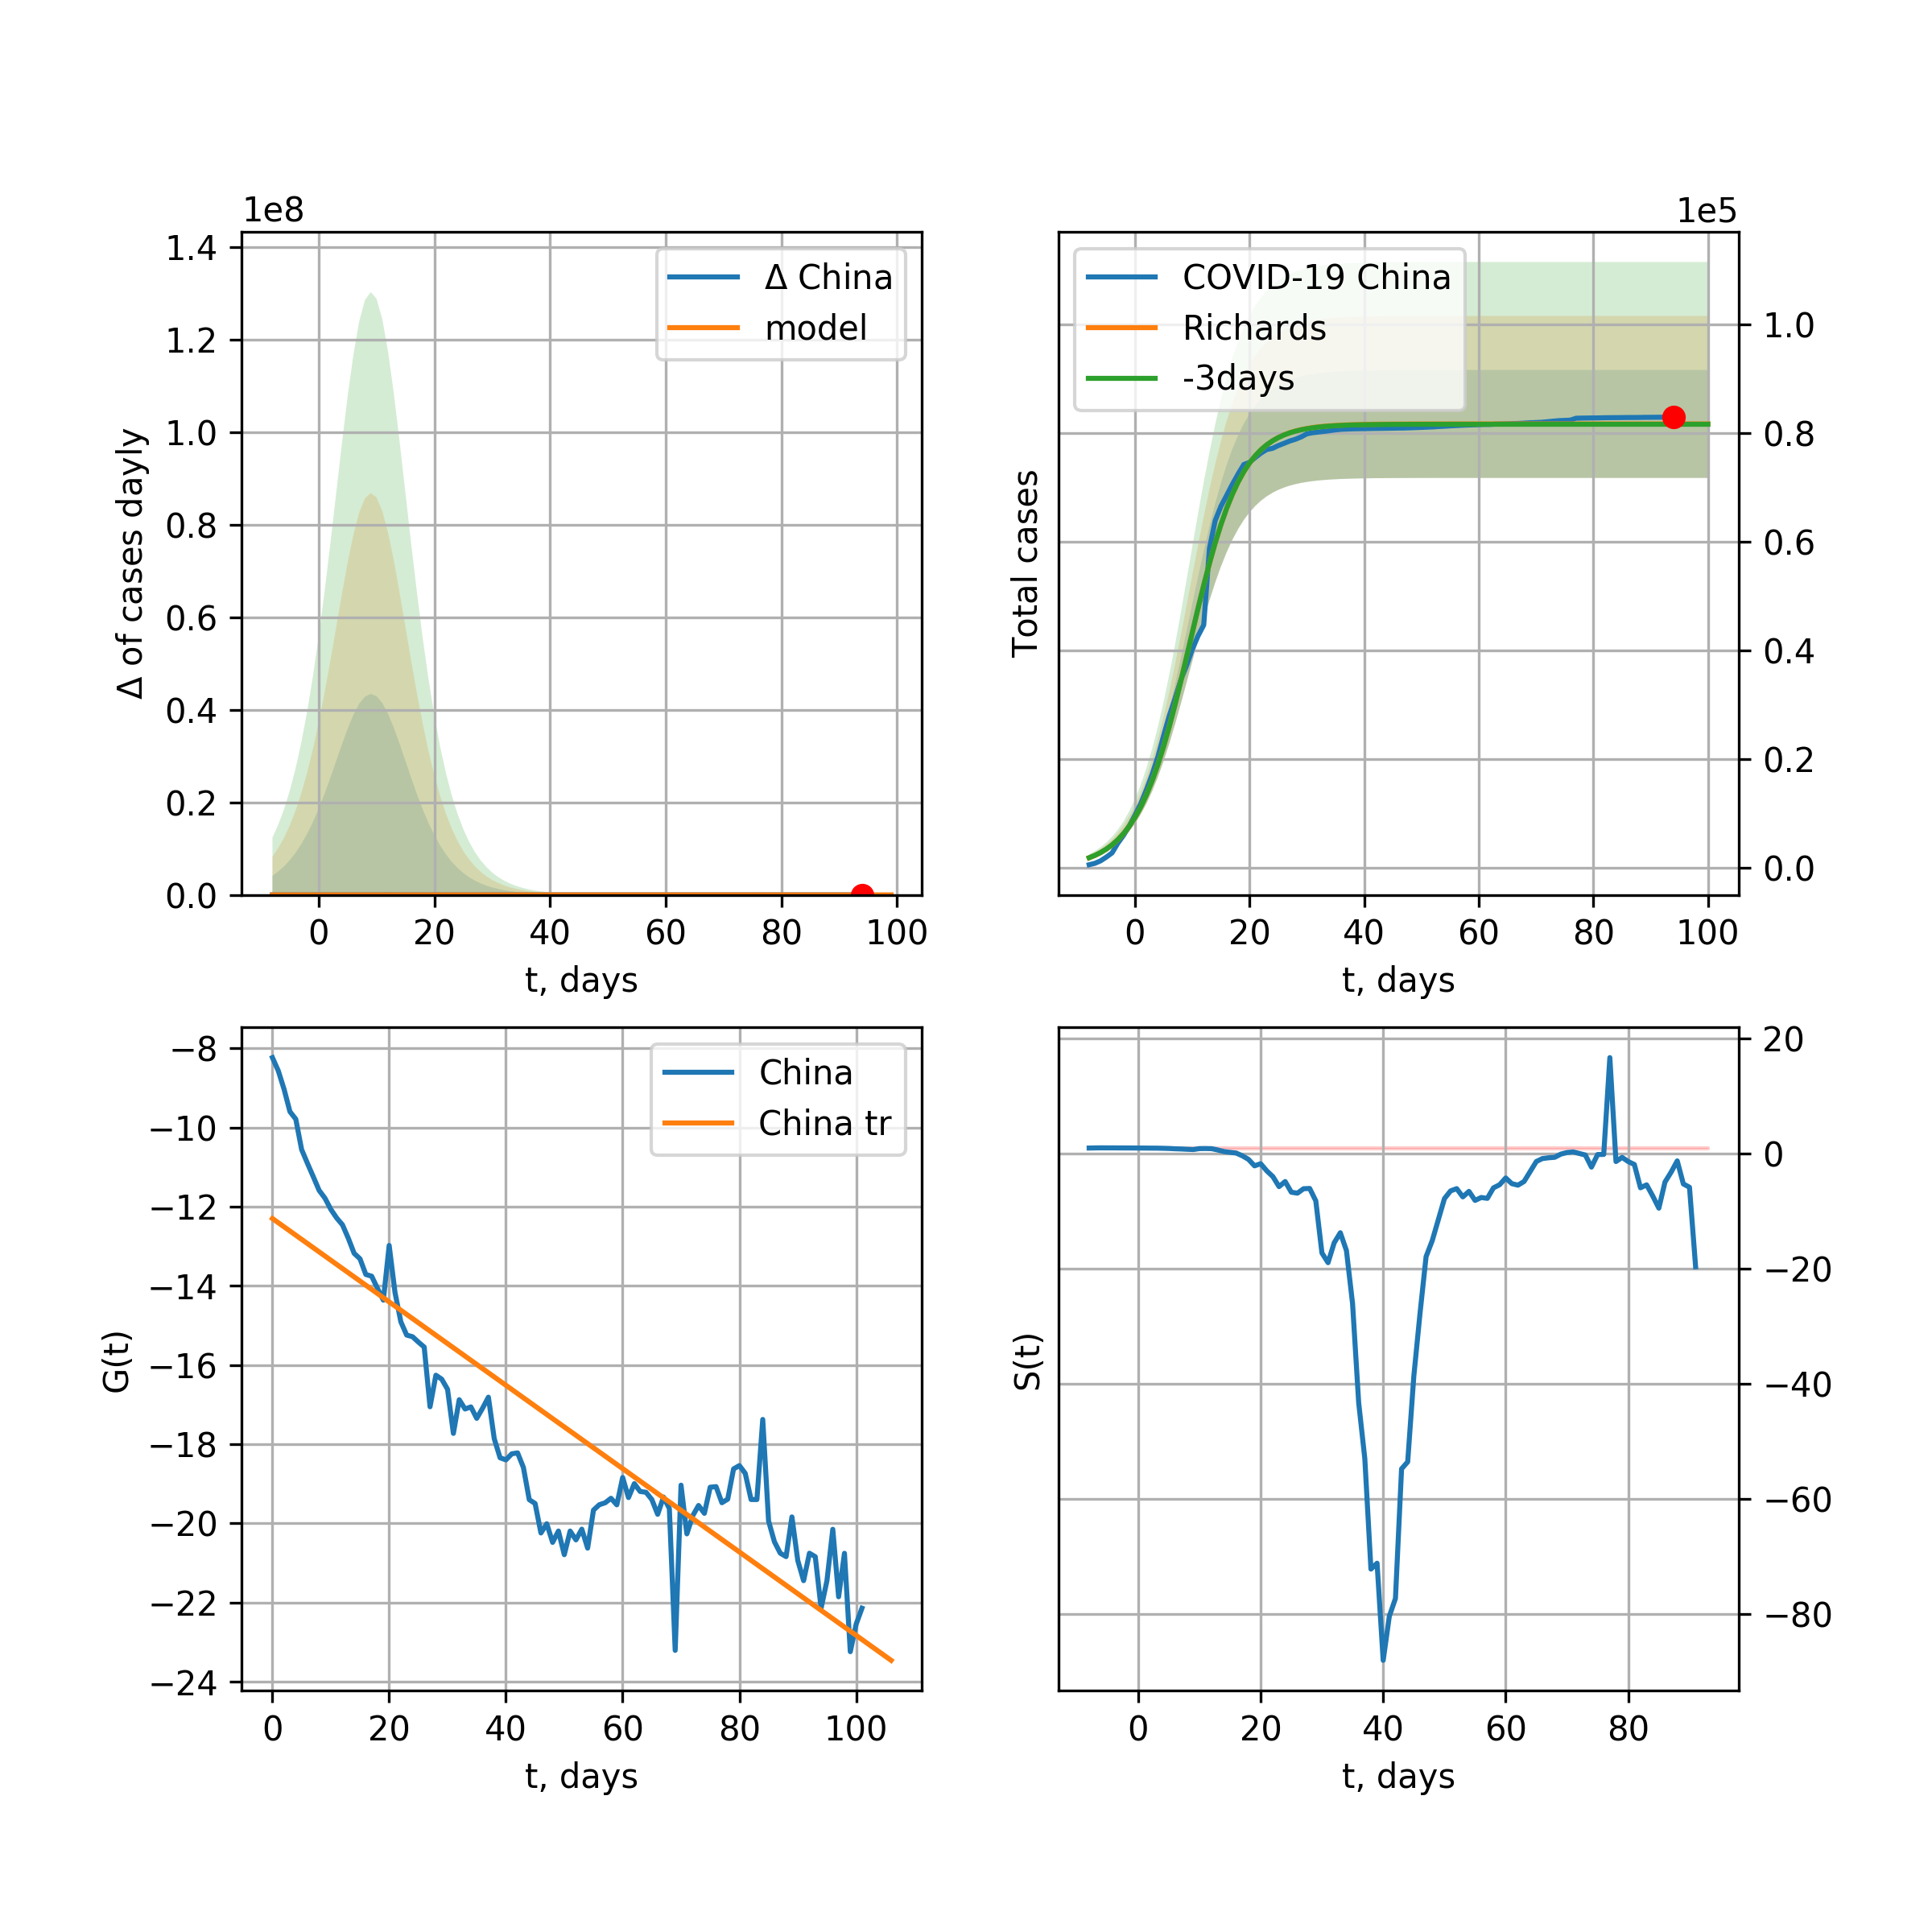 1e8
1.4
1.2
1.0
0.8
0.6
0.4
0.2
0.0
Δ of cases dayly
0 20 40 60 80 100
t, days
Δ China
model
1e5
COVID-19 China
Richards
-3days
Total cases
1.0
0.8
0.6
0.4
0.2
0.0
0 20 40 60 80 100
t, days
−8
−10
−12
−14
−16
−18
−20
−22
−24
G(t)
China
China tr
0 20 40 60 80 100
t, days
S(t)
20
0
−20
−40
−60
−80
0 20 40 60 80
t, days